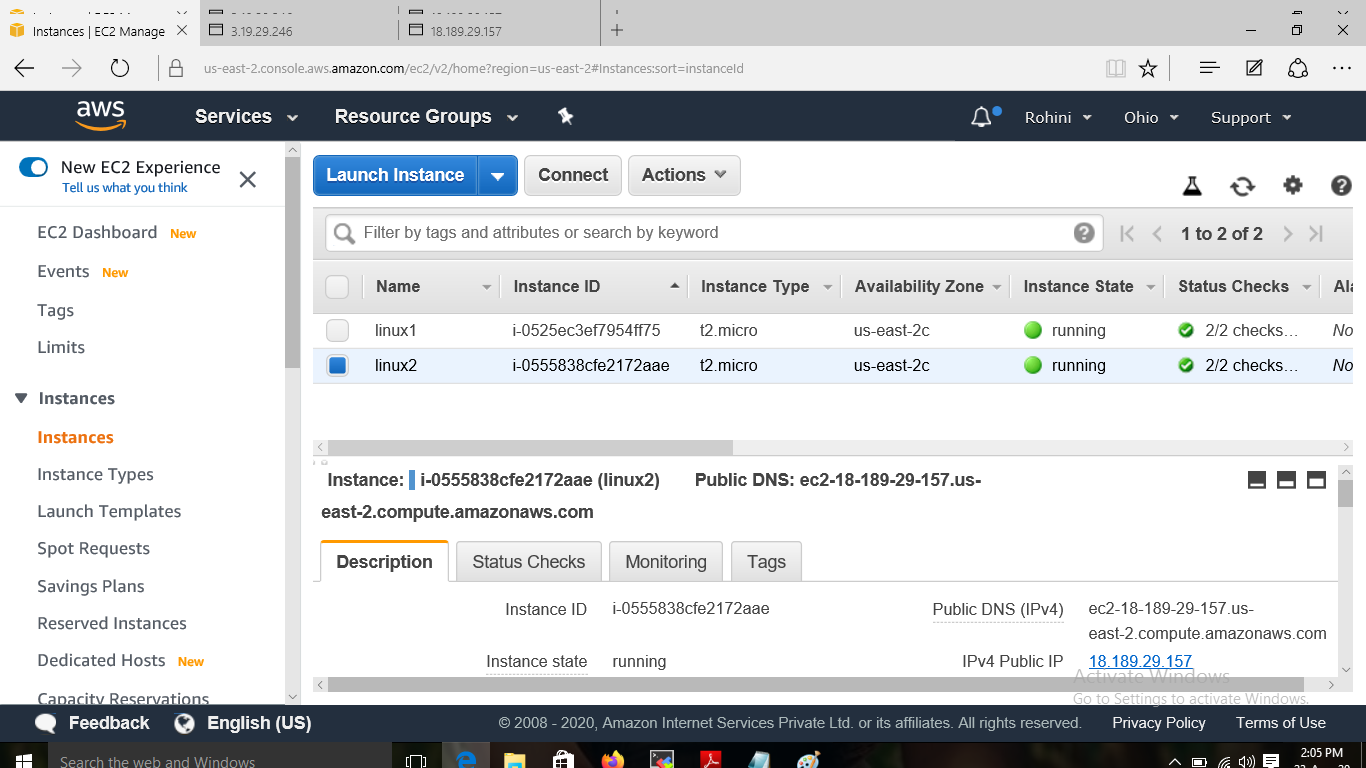 Instances | EC2 Manage
3.19.29.246
18.189.29.157
us-east-2.console.aws.amazon.com/ec2/v2/home?region=us-east-2#Instances:sort=instanceId
aws
Services
Resource Groups
Rohini
Ohio
Support
New EC2 Experience
Tell us what you think
EC2 Dashboard New
Events New
Tags
Limits
Instances
Instances
Instance Types
Launch Templates
Spot Requests
Savings Plans
Reserved Instances
Dedicated Hosts New
Capacity Reservations
Launch Instance
Connect
Actions
Filter by tags and attributes or search by keyword
1 to 2 of 2
Name Instance ID Instance Type Availability Zone Instance State Status Checks
linux1 i-0525ec3ef7954ff75 t2.micro us-east-2c running 2/2 checks… No
linux2 i-0555838cfe2172aae t2.micro us-east-2c running 2/2 checks… No
Instance: i-0555838cfe2172aae (linux2) Public DNS: ec2-18-189-29-157.us-
east-2.compute.amazonaws.com
Description
Status Checks
Monitoring
Tags
Instance ID i-0555838cfe2172aae
Public DNS (IPv4) ec2-18-189-29-157.us-
east-2.compute.amazonaws.com
Instance state running
IPv4 Public IP 18.189.29.157
Activate Windows
Go to Settings to activate Windows.
Feedback
English (US)
© 2008 - 2020, Amazon Internet Services Private Ltd. or its affiliates. All rights reserved.
Privacy Policy
Terms of Use
Search the web and Windows
2:05 PM